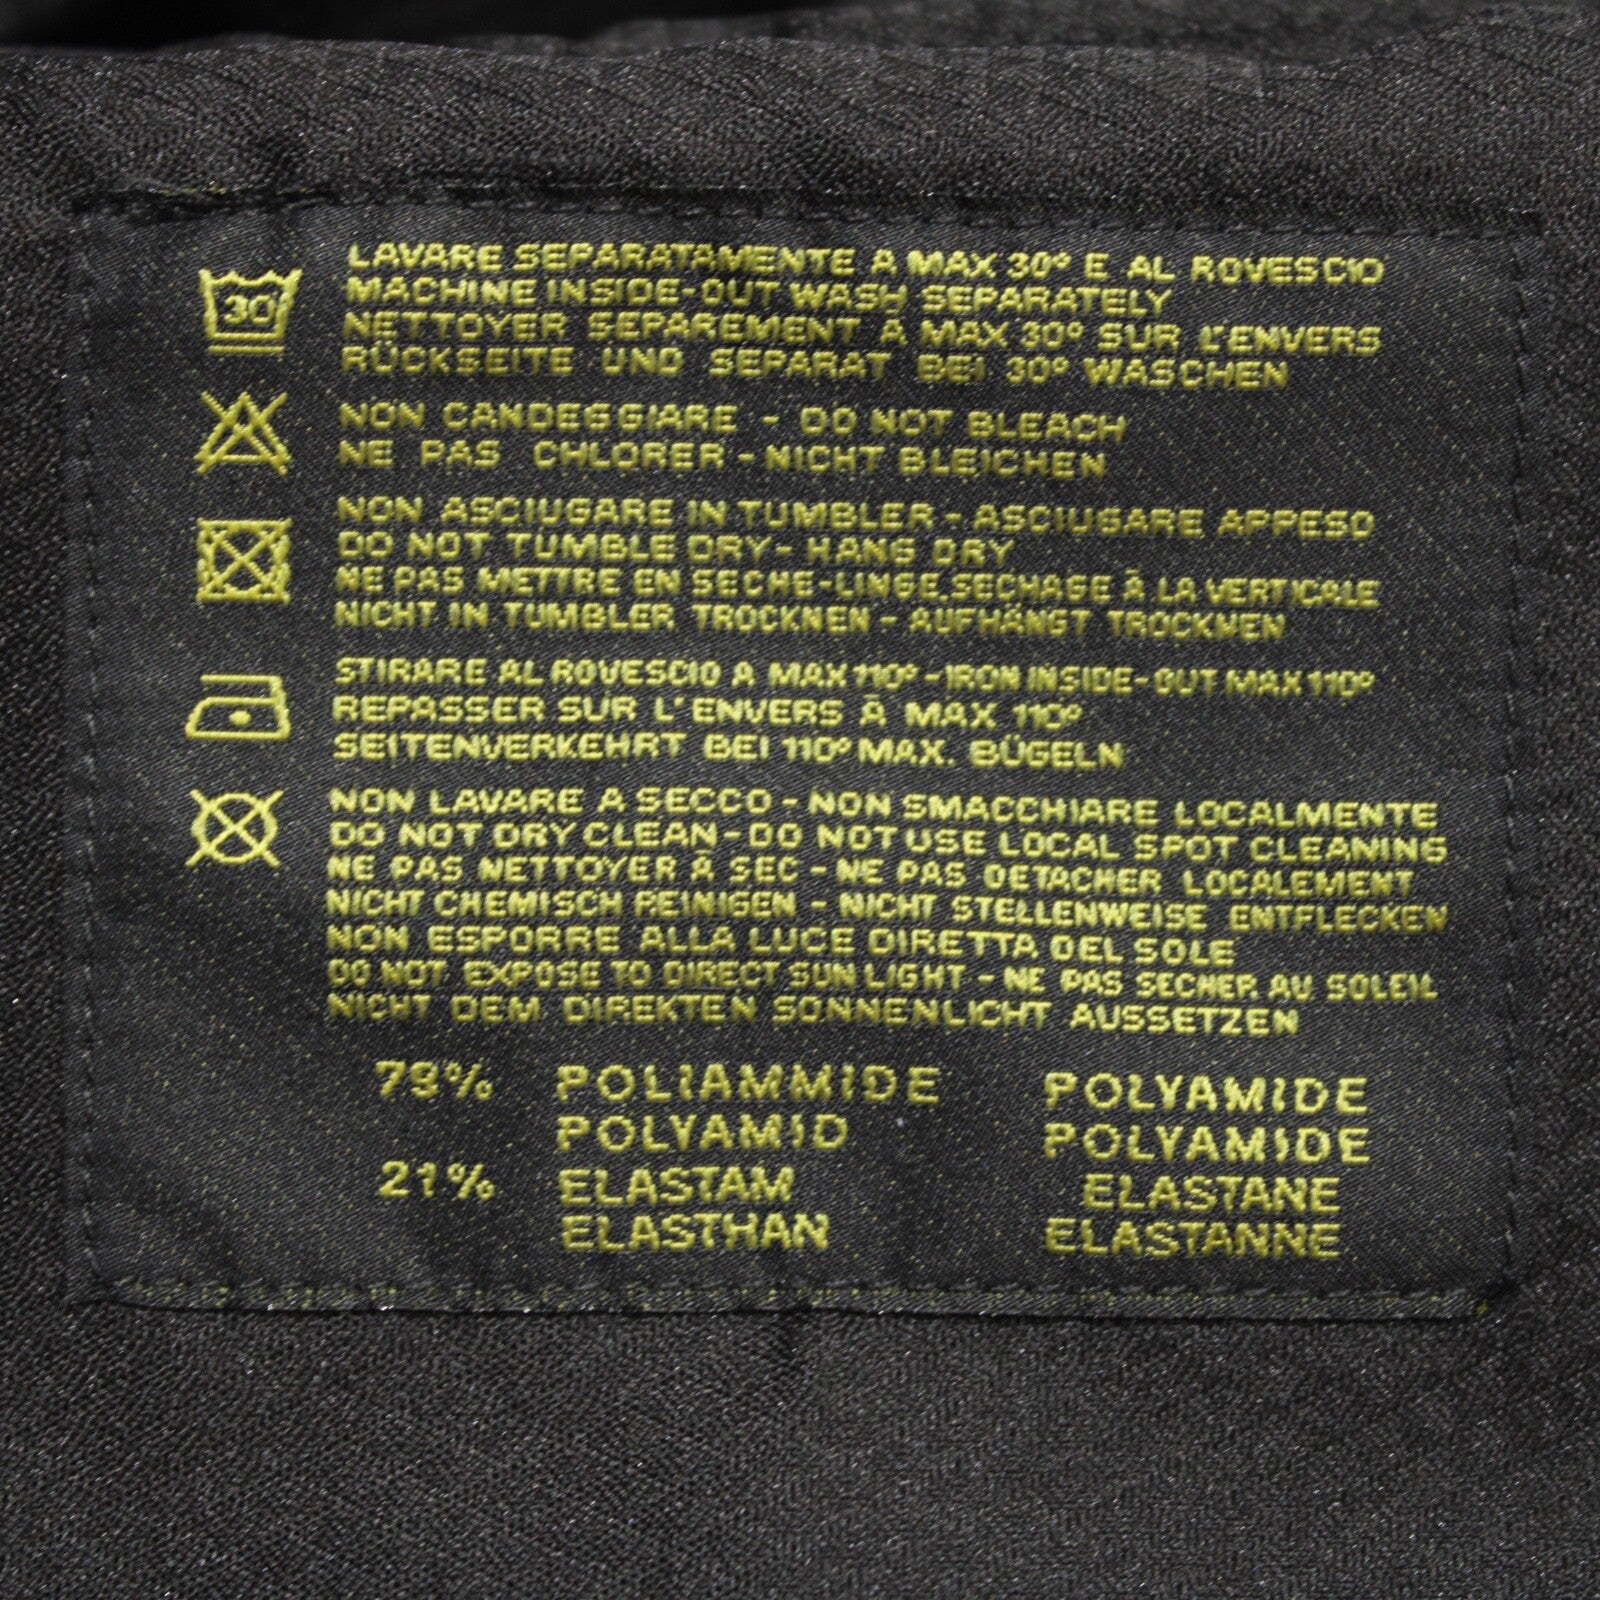 30
LAVARE SEPARATAMENTE A MAX 30° E AL ROVESCIO
MACHINE INSIDE-OUT WASH SEPARATELY
NETTOYER SEPAREMENT A MAX 30° SUR L'ENVERS
RÜCKSEITE UND SEPARAT BEI 30° WASCHEN
NON CANDEGGIARE - DO NOT BLEACH
NE PAS CHLORER - NICHT BLEICHEN
NON ASCIUGARE IN TUMBLER - ASCIUGARE APPESO
DO NOT TUMBLE DRY - HANG DRY
NE PAS METTRE EN SECHE-LINGE, SECHAGE À LA VERTICALE
NICHT IN TUMBLER TROCKNEN - AUFHÄNGT TROCKNEN
STIRARE AL ROVESCIO A MAX 110° - IRON INSIDE-OUT MAX 110°
REPASSER SUR L'ENVERS À MAX 110°
SEITENVERKEHRT BEI 110° MAX. BÜGELN
NON LAVARE A SECCO - NON SMACCHIARE LOCALMENTE
DO NOT DRY CLEAN - DO NOT USE LOCAL SPOT CLEANING
NE PAS NETTOYER À SEC - NE PAS DETACHER LOCALEMENT
NICHT CHEMISCH REINIGEN - NICHT STELLENWEISE ENTFLECKEN
NON ESPORRE ALLA LUCE DIRETTA DEL SOLE
DO NOT EXPOSE TO DIRECT SUN LIGHT - NE PAS SECHER AU SOLEIL
NICHT DEM DIREKTEN SONNENLICHT AUSSETZEN
79% POLIAMMIDE POLYAMIDE
POLYAMID POLYAMIDE
21% ELASTAM ELASTANE
ELASTHAN ELASTANNE